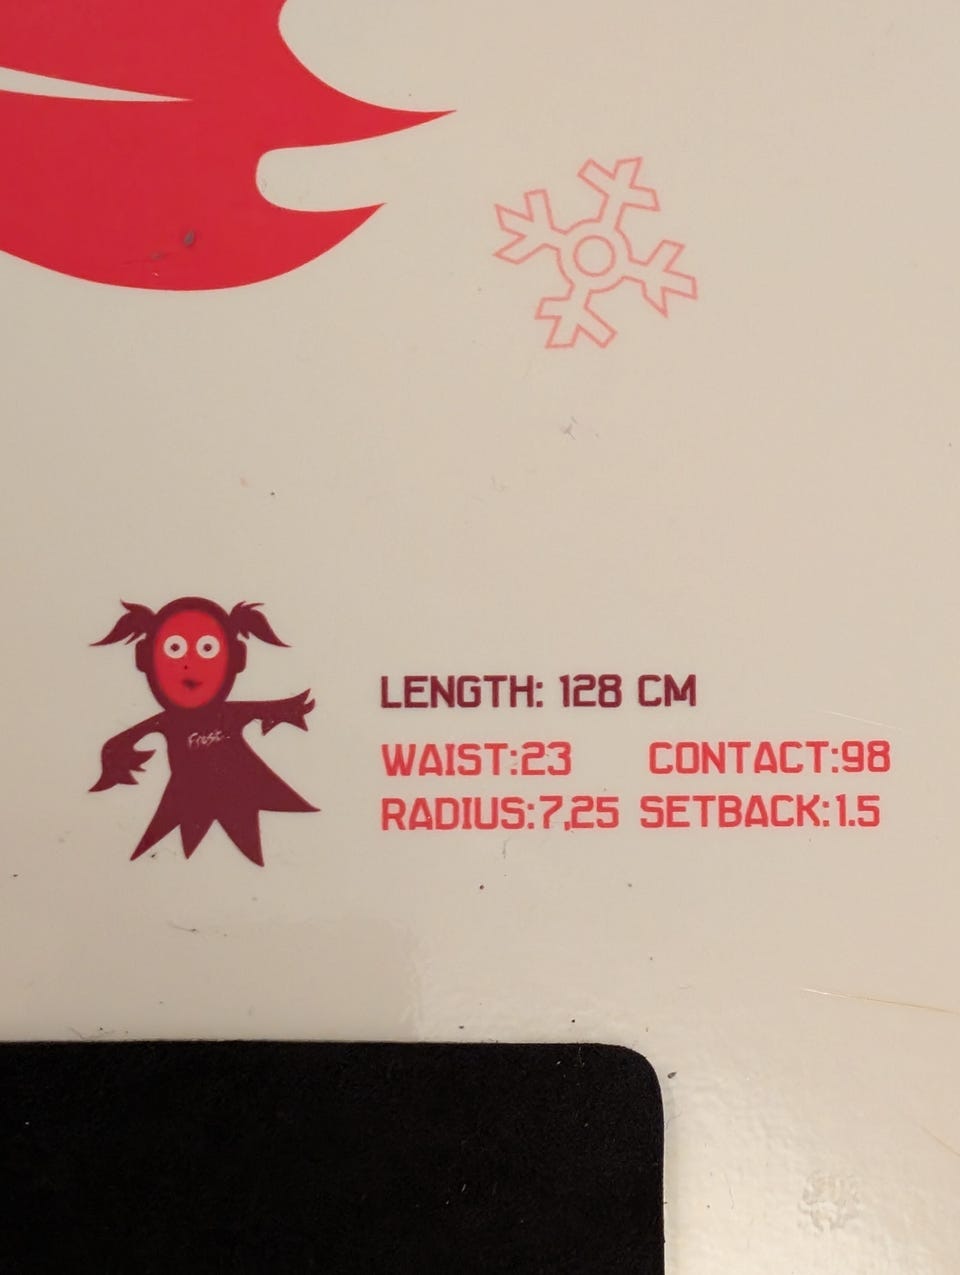 Frost
LENGTH: 128 CM
WAIST:23 CONTACT:98
RADIUS:7,25 SETBACK:1.5